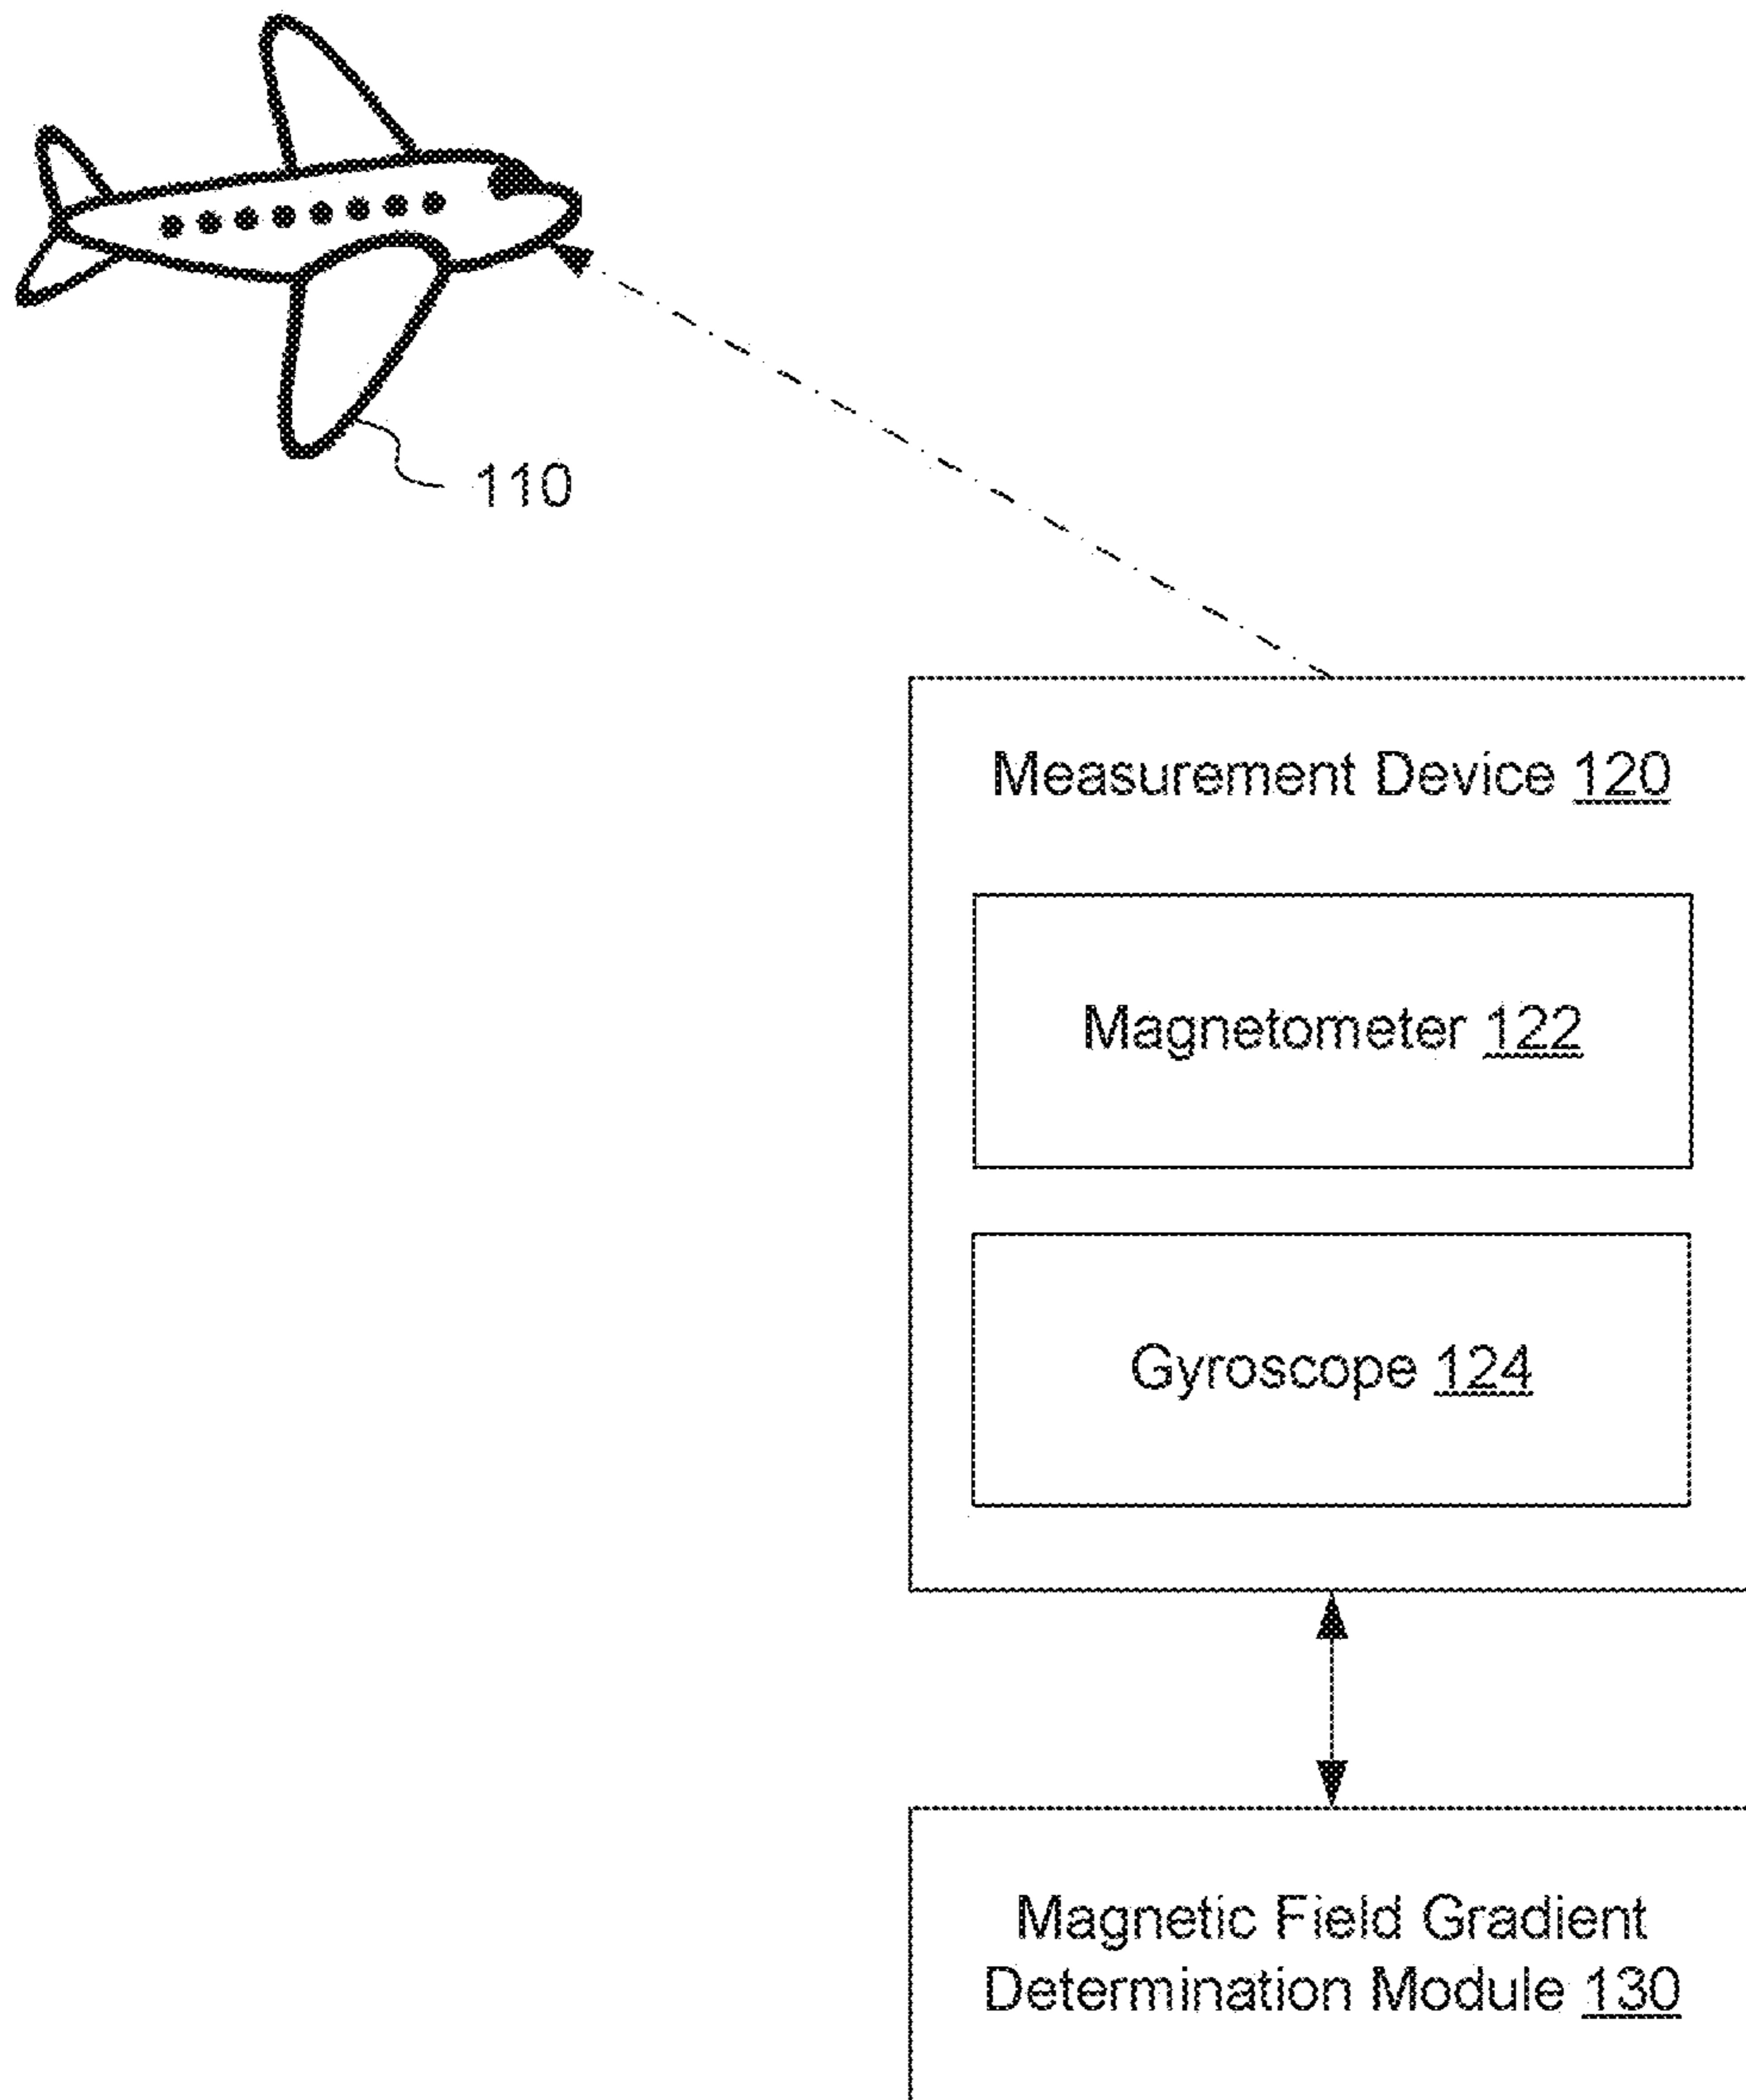 110
Measurement Device 120
Magnetometer 122
Gyroscope 124
Magnetic Field Gradient
Determination Module 130